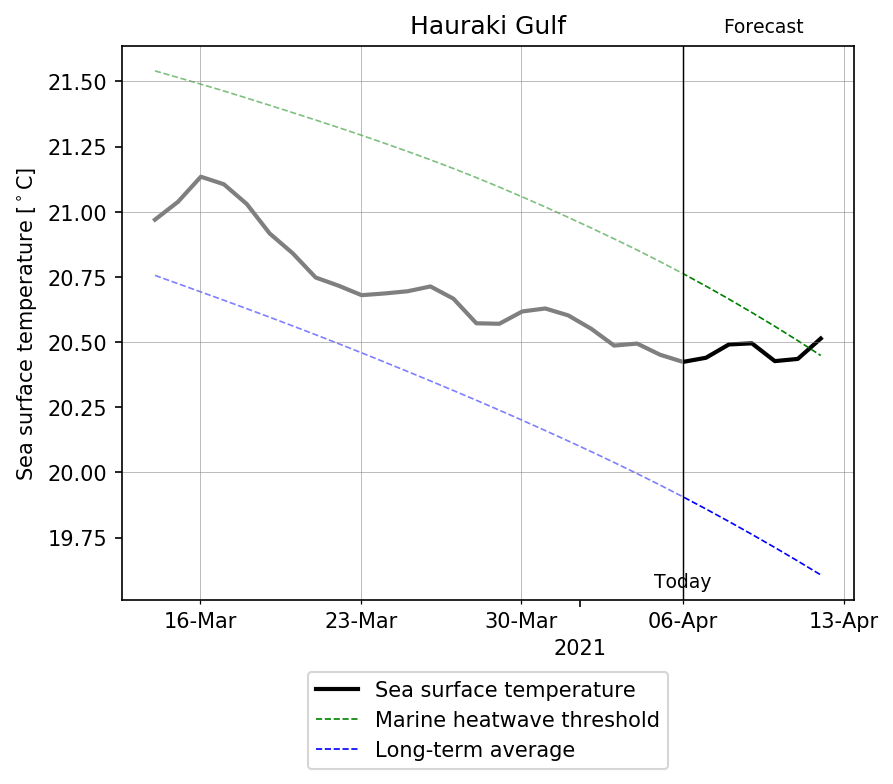 Hauraki Gulf
Forecast
21.50
21.25
21.00
20.75
20.50
20.25
20.00
19.75
Sea surface temperature [°C]
Today
16-Mar 23-Mar 30-Mar 06-Apr 13-Apr
2021
Sea surface temperature
Marine heatwave threshold
Long-term average